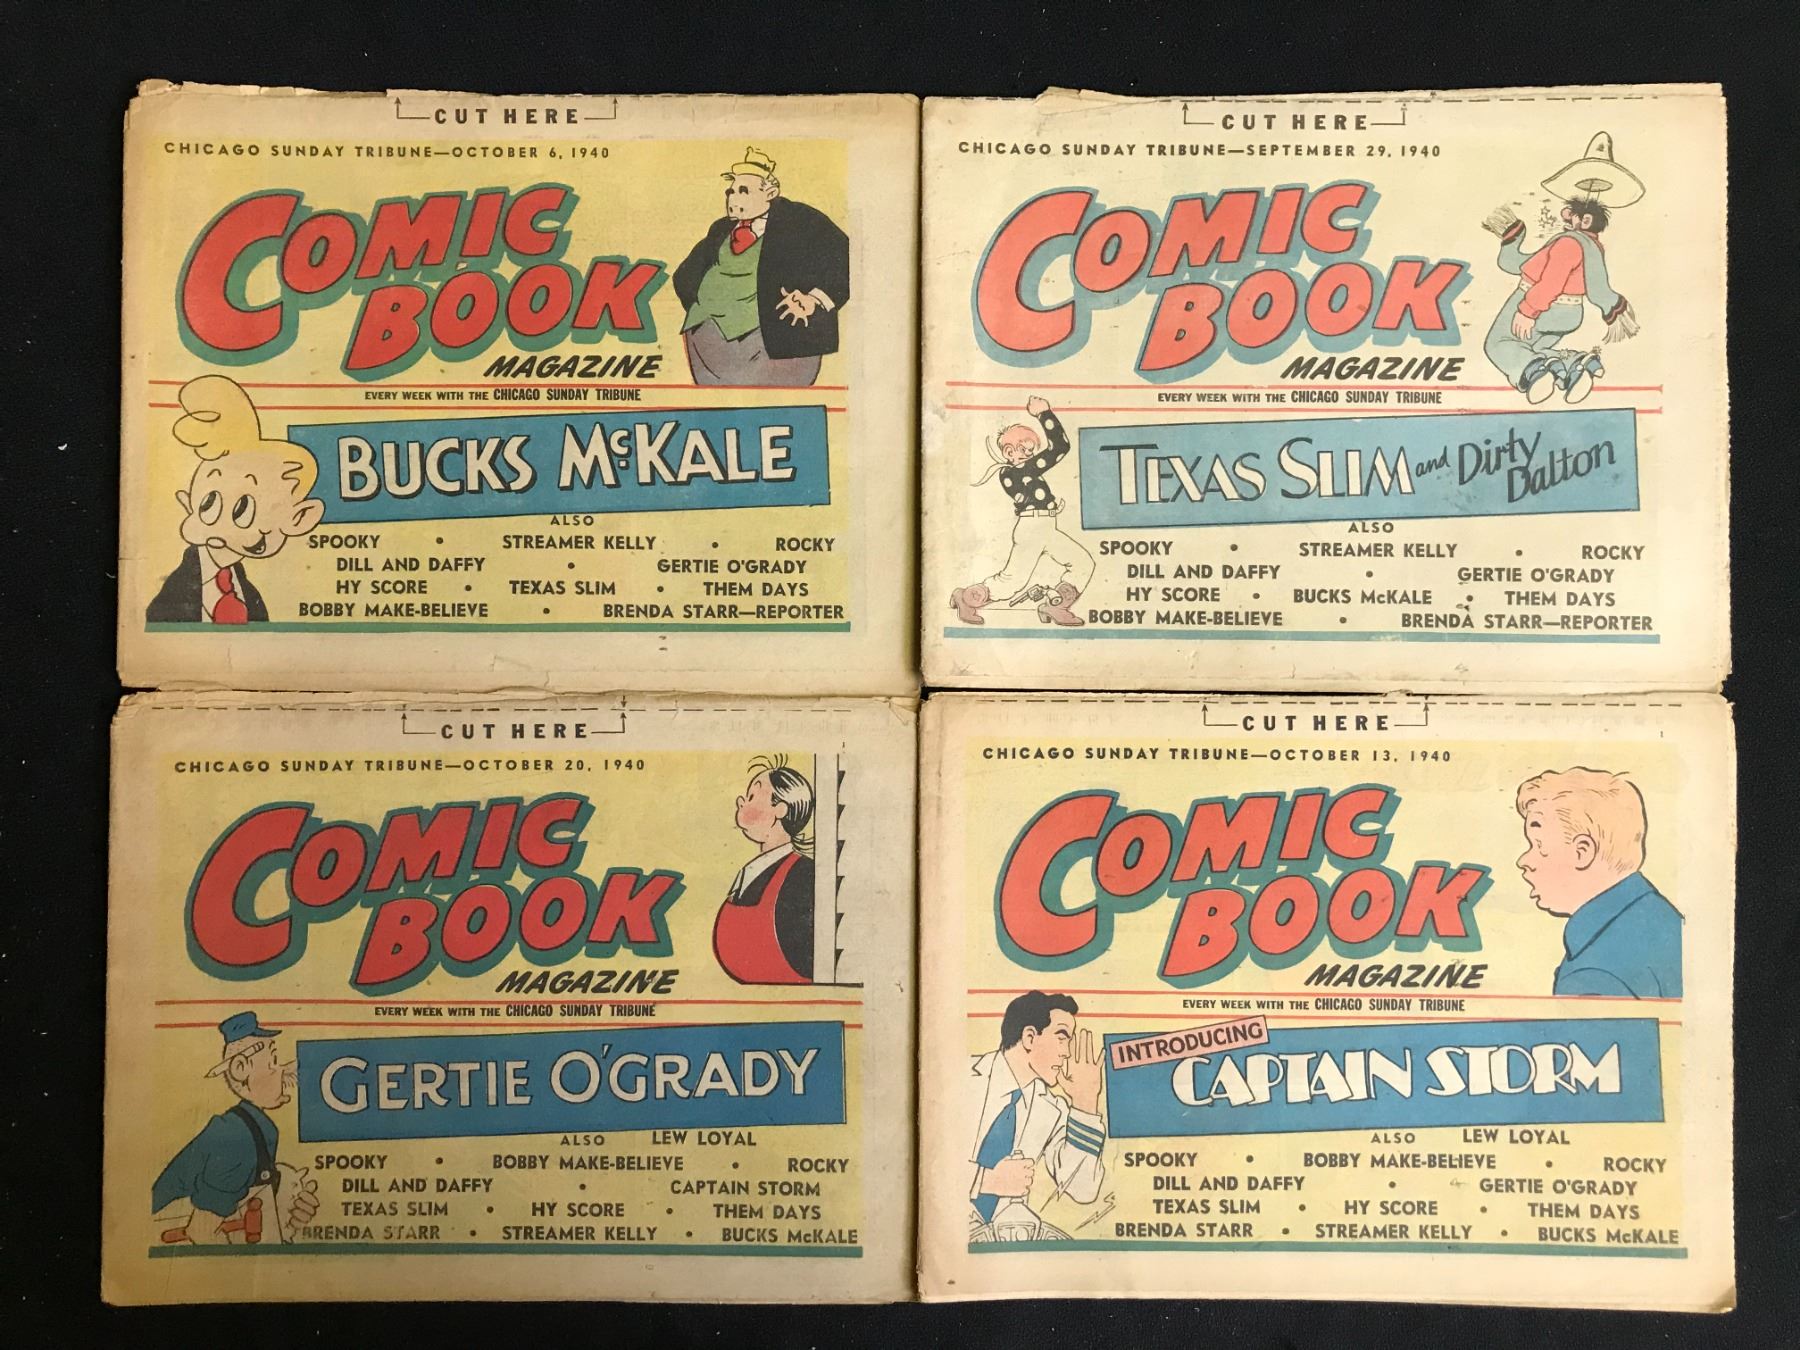 CUT HERE
CHICAGO SUNDAY TRIBUNE—OCTOBER 6, 1940
COMIC
BOOK
MAGAZINE
EVERY WEEK WITH THE CHICAGO SUNDAY TRIBUNE
BUCKS McKALE
ALSO
SPOOKY • STREAMER KELLY • ROCKY
DILL AND DAFFY • GERTIE O'GRADY
HY SCORE • TEXAS SLIM • THEM DAYS
BOBBY MAKE-BELIEVE • BRENDA STARR—REPORTER
CUT HERE
CHICAGO SUNDAY TRIBUNE—SEPTEMBER 29, 1940
COMIC
BOOK
MAGAZINE
EVERY WEEK WITH THE CHICAGO SUNDAY TRIBUNE
TEXAS SLIM and Dirty Dalton
ALSO
SPOOKY • STREAMER KELLY • ROCKY
DILL AND DAFFY • GERTIE O'GRADY
HY SCORE • BUCKS McKALE • THEM DAYS
BOBBY MAKE-BELIEVE • BRENDA STARR—REPORTER
CUT HERE
CHICAGO SUNDAY TRIBUNE—OCTOBER 20, 1940
COMIC
BOOK
MAGAZINE
EVERY WEEK WITH THE CHICAGO SUNDAY TRIBUNE
GERTIE O'GRADY
ALSO LEW LOYAL
SPOOKY • BOBBY MAKE-BELIEVE • ROCKY
DILL AND DAFFY • CAPTAIN STORM
TEXAS SLIM • HY SCORE • THEM DAYS
BRENDA STARR • STREAMER KELLY • BUCKS McKALE
CUT HERE
CHICAGO SUNDAY TRIBUNE—OCTOBER 13, 1940
COMIC
BOOK
MAGAZINE
EVERY WEEK WITH THE CHICAGO SUNDAY TRIBUNE
INTRODUCING
CAPTAIN STORM
ALSO LEW LOYAL
SPOOKY • BOBBY MAKE-BELIEVE • ROCKY
DILL AND DAFFY • GERTIE O'GRADY
TEXAS SLIM • HY SCORE • THEM DAYS
BRENDA STARR • STREAMER KELLY • BUCKS McKALE